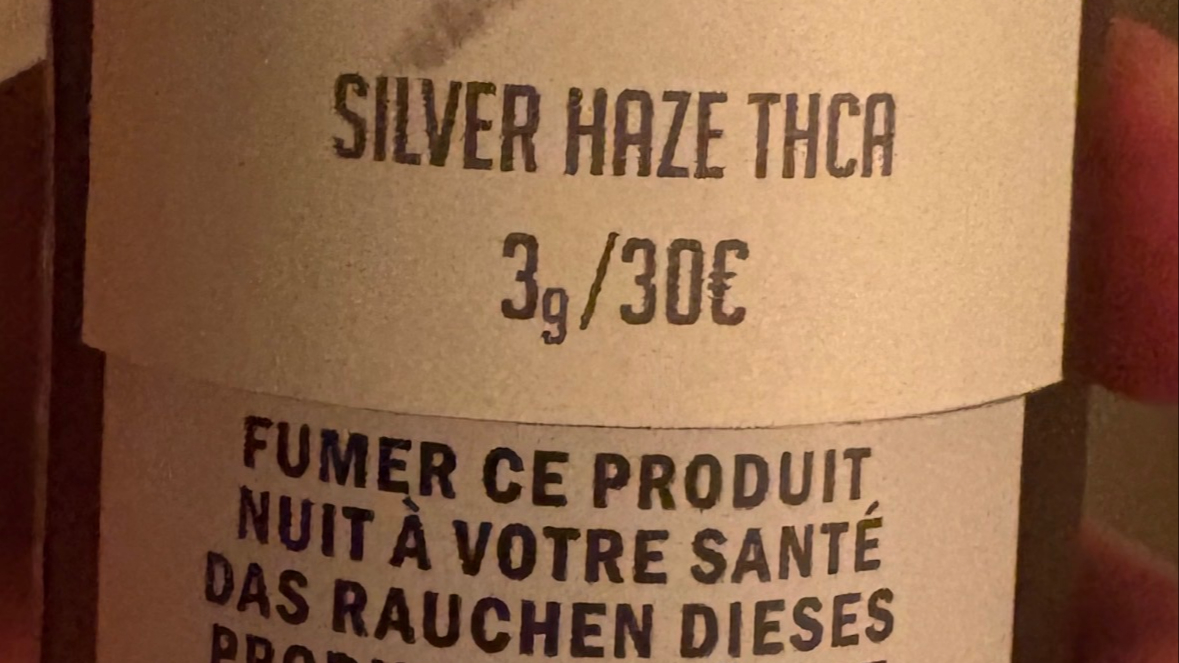 SILVER HAZE THCA
3g/30€
FUMER CE PRODUIT
NUIT À VOTRE SANTÉ
DAS RAUCHEN DIESES